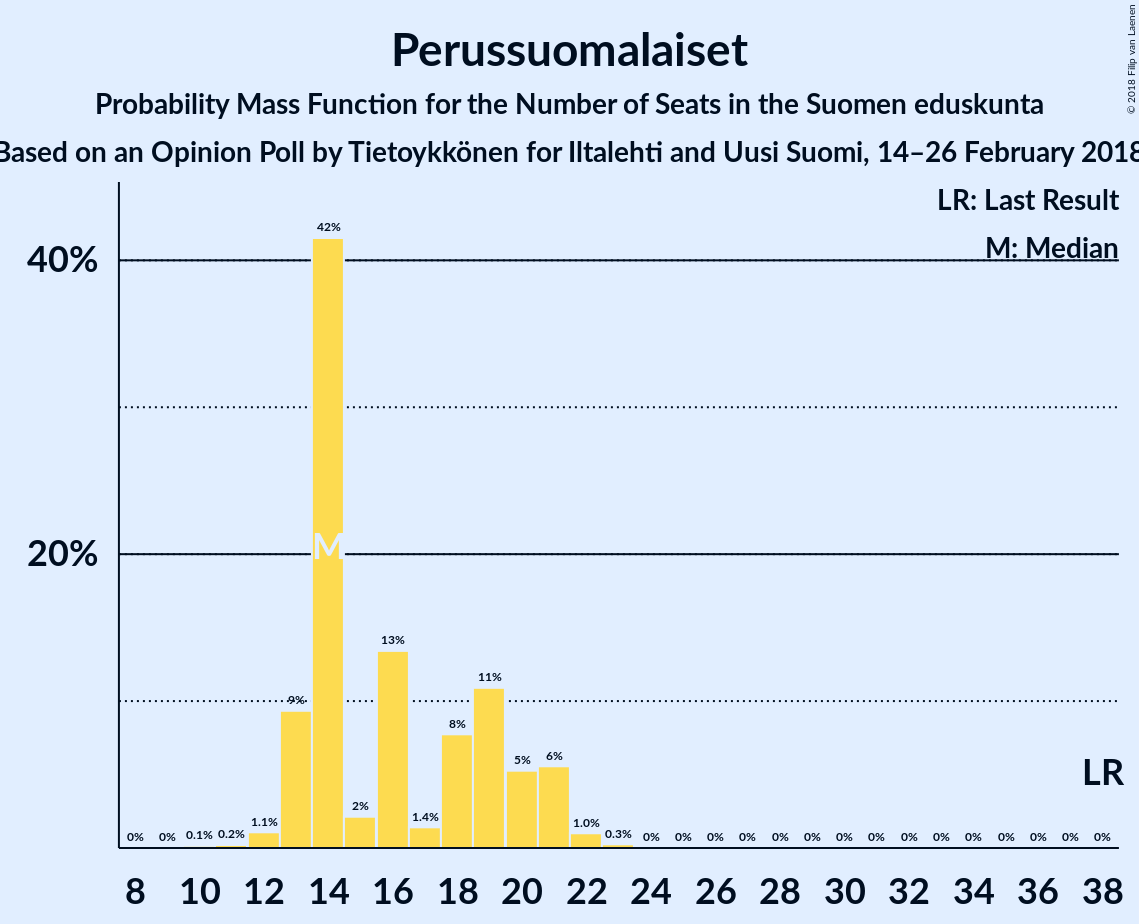 Perussuomalaiset
Probability Mass Function for the Number of Seats in the Suomen eduskunta
Based on an Opinion Poll by Tietoykkönen for Iltalehti and Uusi Suomi, 14–26 February 2018
© 2018 Filip van Laenen
LR: Last Result
M: Median
40%
20%
0% 0% 0.1% 0.2% 1.1% 9% 42% 2% 13% 1.4% 8% 11% 5% 6% 1.0% 0.3% 0% 0% 0% 0% 0% 0% 0% 0% 0% 0% 0% 0% 0% 0% 0%
M
LR
8 10 12 14 16 18 20 22 24 26 28 30 32 34 36 38